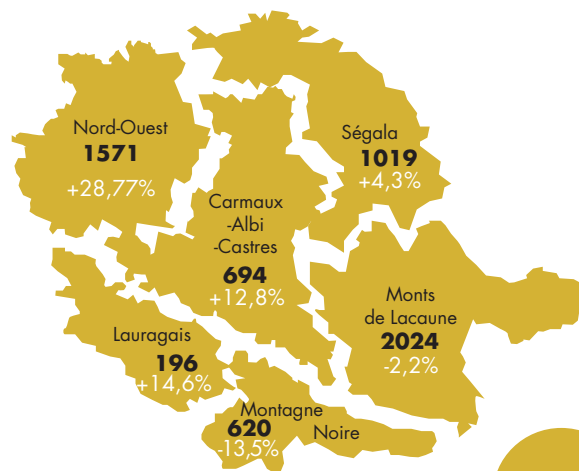 Nord-Ouest
1571
+28,77%
Ségala
1019
+4,3%
Carmaux
-Albi
-Castres
694
+12,8%
Monts
de Lacaune
2024
-2,2%
Lauragais
196
+14,6%
Montagne
Noire
620
-13,5%